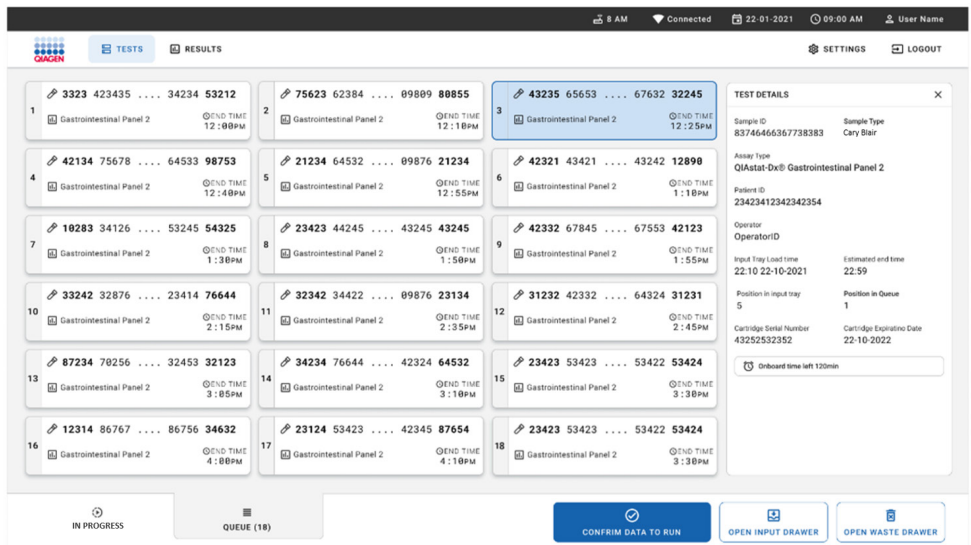 8 AM Connected 22-01-2021 09:00 AM User Name
QIAGEN TESTS RESULTS SETTINGS LOGOUT
1 3323 423435 .... 34234 53212
Gastrointestinal Panel 2 END TIME 12:00PM
2 75623 62384 .... 09809 80855
Gastrointestinal Panel 2 END TIME 12:10PM
3 43235 65653 .... 67632 32245
Gastrointestinal Panel 2 END TIME 12:25PM
4 42134 75678 .... 64533 98753
Gastrointestinal Panel 2 END TIME 12:40PM
5 21234 64532 .... 09876 21234
Gastrointestinal Panel 2 END TIME 12:55PM
6 42321 43421 .... 43242 12890
Gastrointestinal Panel 2 END TIME 1:10PM
7 10283 34126 .... 53245 54325
Gastrointestinal Panel 2 END TIME 1:30PM
8 23423 44245 .... 43245 43245
Gastrointestinal Panel 2 END TIME 1:50PM
9 42332 67845 .... 67553 42123
Gastrointestinal Panel 2 END TIME 1:55PM
10 33242 32876 .... 23414 76644
Gastrointestinal Panel 2 END TIME 2:15PM
11 32342 34422 .... 09876 23134
Gastrointestinal Panel 2 END TIME 2:35PM
12 31232 42332 .... 64324 31231
Gastrointestinal Panel 2 END TIME 2:45PM
13 87234 70256 .... 32453 32123
Gastrointestinal Panel 2 END TIME 3:05PM
14 34234 76644 .... 42324 64532
Gastrointestinal Panel 2 END TIME 3:10PM
15 23423 53423 .... 53422 53424
Gastrointestinal Panel 2 END TIME 3:30PM
16 12314 86767 .... 86756 34632
Gastrointestinal Panel 2 END TIME 4:00PM
17 23124 53423 .... 42345 87654
Gastrointestinal Panel 2 END TIME 4:10PM
18 23423 53423 .... 53422 53424
Gastrointestinal Panel 2 END TIME 3:30PM
TEST DETAILS
Sample ID Sample Type
83746466367738383 Cary Blair
Assay Type
QIAstat-Dx® Gastrointestinal Panel 2
Patient ID
23423412342342354
Operator
OperatorID
Input Tray Load time Estimated end time
22:10 22-10-2021 22:59
Position in input tray Position in Queue
5 1
Cartridge Serial Number Cartridge Expiratino Date
43252532352 22-10-2022
Onboard time left 120min
IN PROGRESS QUEUE (18) CONFRIM DATA TO RUN OPEN INPUT DRAWER OPEN WASTE DRAWER